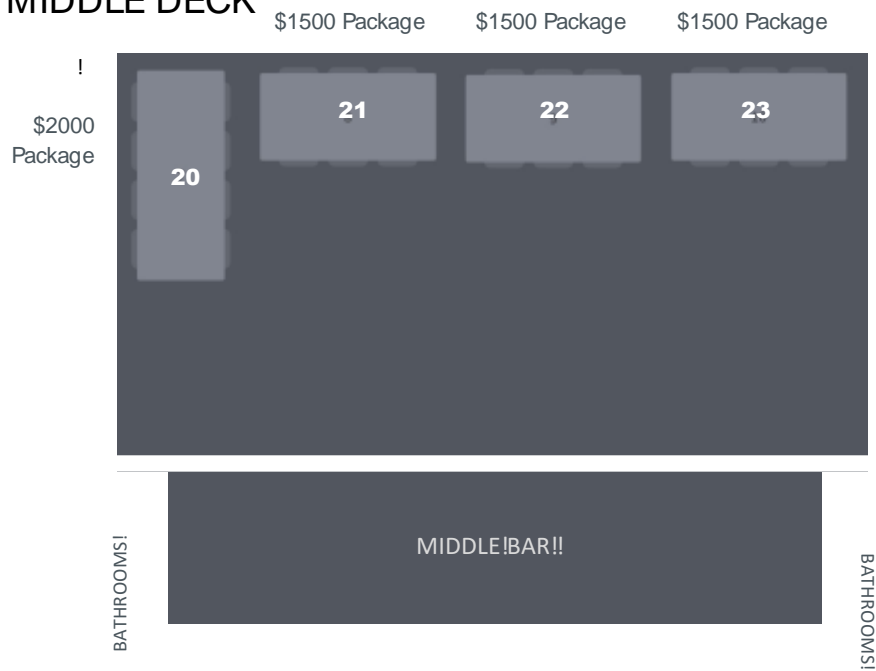 MIDDLE DECK
$1500 Package
$1500 Package
$1500 Package
!
$2000
Package
20
21
22
23
MIDDLE!BAR!!
BATHROOMS!
BATHROOMS!